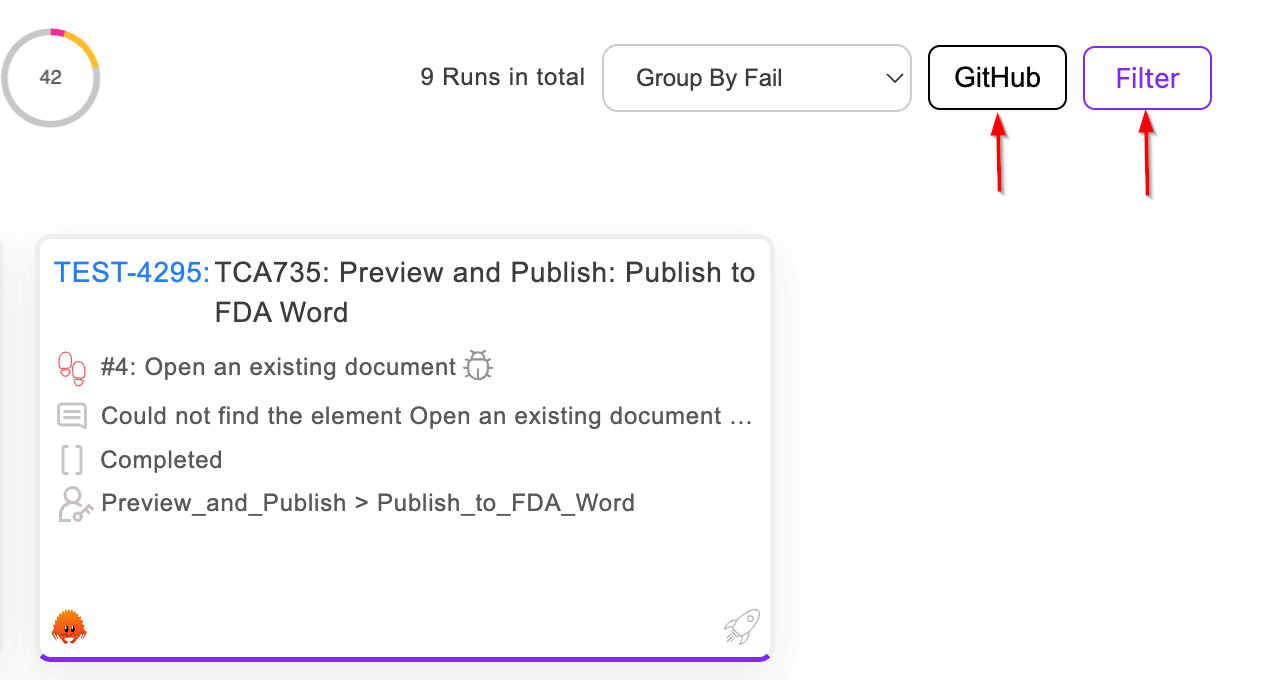 42
9 Runs in total
Group By Fail
GitHub
Filter
TEST-4295: TCA735: Preview and Publish: Publish to
FDA Word
#4: Open an existing document
Could not find the element Open an existing document ...
Completed
Preview_and_Publish > Publish_to_FDA_Word